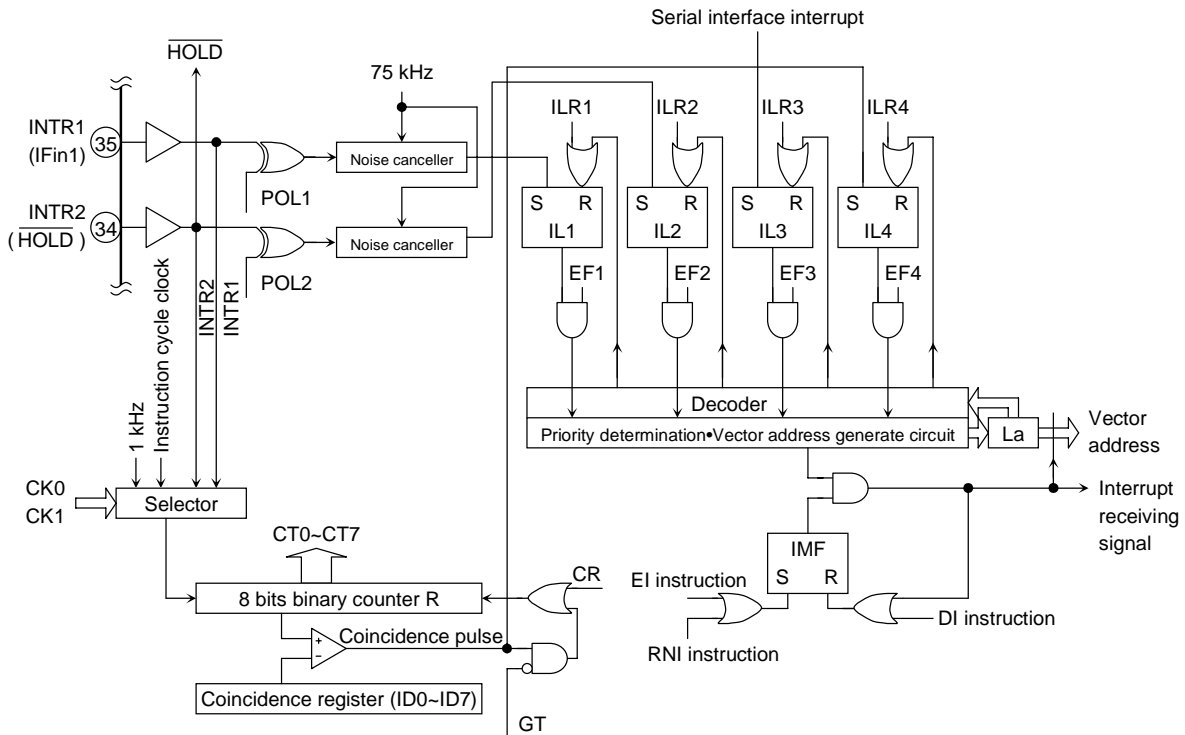 Serial interface interrupt
HOLD
75 kHz
ILR1
ILR2
ILR3
ILR4
INTR1
(IFin1)
35
Noise canceller
POL1
S R
IL1
S R
IL2
S R
IL3
S R
IL4
INTR2
(HOLD)
34
Noise canceller
POL2
EF1
EF2
EF3
EF4
1 kHz
Instruction cycle clock
INTR2
INTR1
Decoder
Priority determination•Vector address generate circuit
La
Vector
address
CK0
CK1
Selector
Interrupt
receiving
signal
CT0~CT7
IMF
S R
EI instruction
RNI instruction
DI instruction
CR
8 bits binary counter R
+
−
Coincidence pulse
Coincidence register (ID0~ID7)
GT